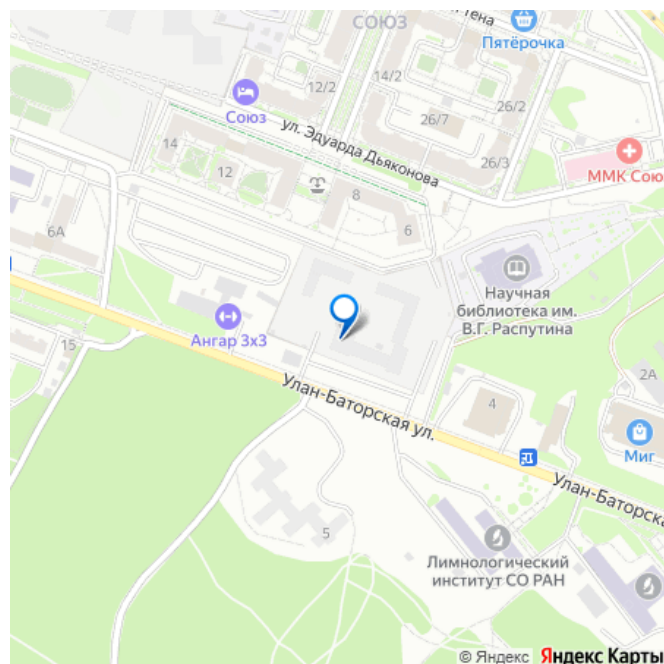 СОЮЗ
Пятёрочка
12/2
14/2
26/2
Союз
26/7
ул. Эдуарда Дьяконова
14
26/3
ММК Союз
12
8
6
6А
Научная
библиотека им.
В.Г. Распутина
Ангар 3х3
15
2А
Улан-Баторская ул.
4
Миг
Улан-Баторска
5
Лимнологический
институт СО РАН
© Яндекс Яндекс Карты